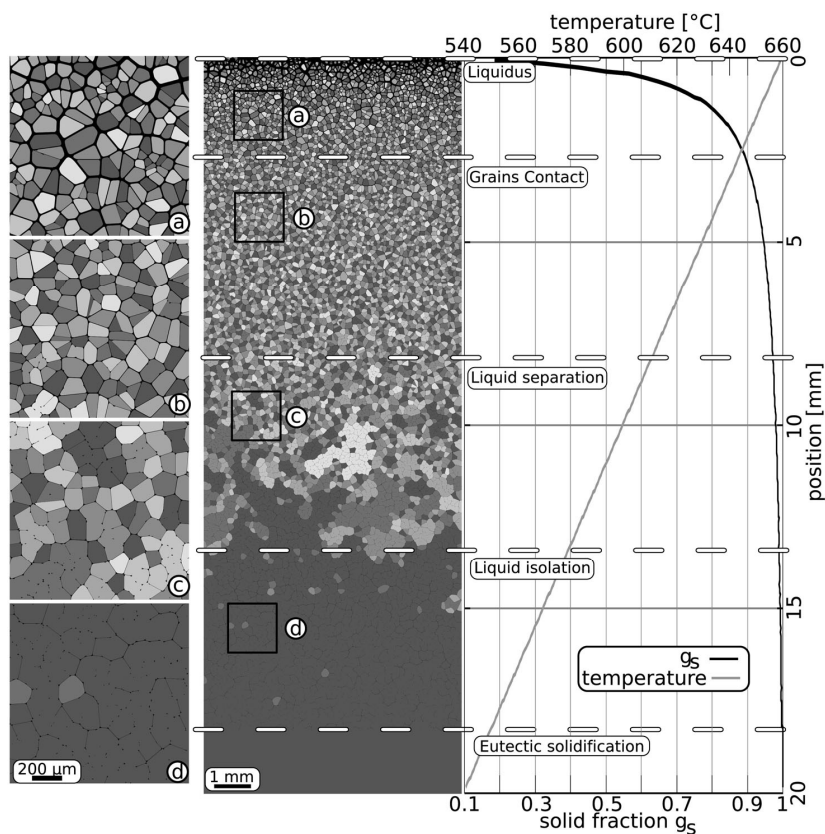 temperature [°C]
540 560 580 600 620 640 660
0
Liquidus
a
a
Grains Contact
b
b
5
Liquid separation
c
c
10
position [mm]
Liquid isolation
d
15
gs
temperature
Eutectic solidification
200 µm
d
1 mm
20
0.1 0.3 0.5 0.7 0.9 1
solid fraction gs